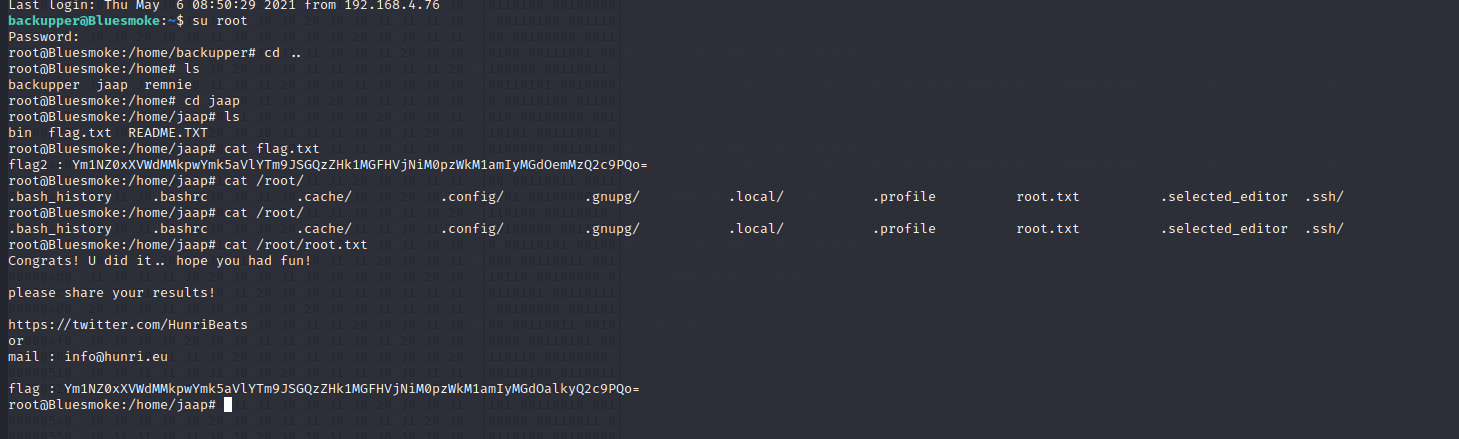 Last login: Thu May  6 08:50:29 2021 from 192.168.4.76
backupper@Bluesmoke:~$ su root
Password:
root@Bluesmoke:/home/backupper# cd ..
root@Bluesmoke:/home# ls
backupper  jaap  remnie
root@Bluesmoke:/home# cd jaap
root@Bluesmoke:/home/jaap# ls
bin  flag.txt  README.TXT
root@Bluesmoke:/home/jaap# cat flag.txt
flag2 : Ym1NZ0xXVWdMMkpwYmk5aVlYTm9JSGQzZHk1MGFHVjNiM0pzWkM1amIyMGdOemMzQ2c9PQo=
root@Bluesmoke:/home/jaap# cat /root/
.bash_history     .bashrc           .cache/           .config/          .gnupg/           .local/           .profile          root.txt          .selected_editor  .ssh/
root@Bluesmoke:/home/jaap# cat /root/
.bash_history     .bashrc           .cache/           .config/          .gnupg/           .local/           .profile          root.txt          .selected_editor  .ssh/
root@Bluesmoke:/home/jaap# cat /root/root.txt
Congrats! U did it.. hope you had fun!
please share your results!
https://twitter.com/HunriBeats
or
mail : info@hunri.eu
flag : Ym1NZ0xXVWdMMkpwYmk5aVlYTm9JSGQzZHk1MGFHVjNiM0pzWkM1amIyMGdOalkyQ2c9PQo=
root@Bluesmoke:/home/jaap#